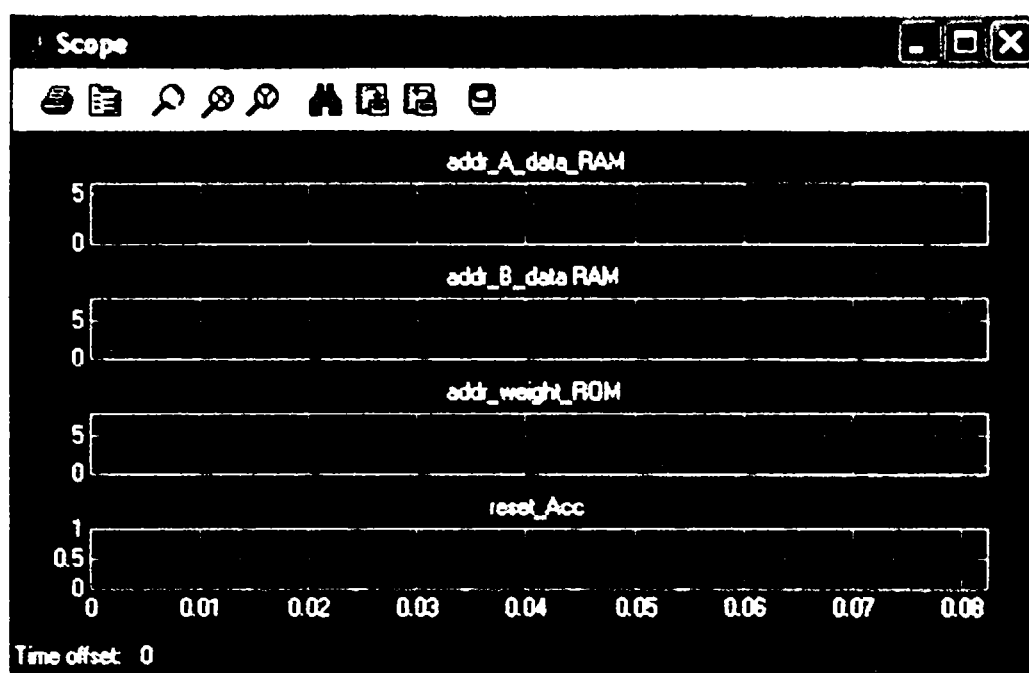 Scope
addr_A_data_RAM
5
0
addr_B_data RAM
5
0
addr_weight_ROM
5
0
reset_Acc
1
0.5
0
0 0.01 0.02 0.03 0.04 0.05 0.06 0.07 0.08
Time offset: 0